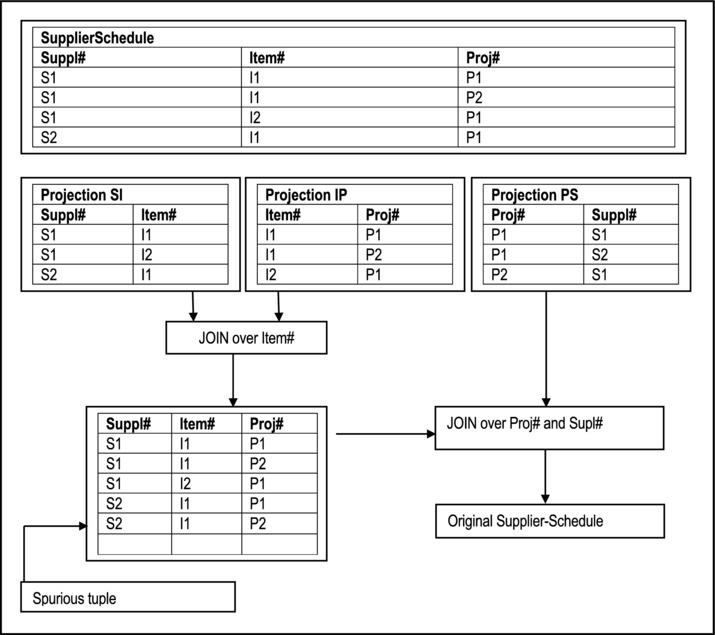 SupplierSchedule
Suppl# Item# Proj#
S1 I1 P1
S1 I1 P2
S1 I2 P1
S2 I1 P1
Projection SI
Suppl# Item#
S1 I1
S1 I2
S2 I1
Projection IP
Item# Proj#
I1 P1
I1 P2
I2 P1
Projection PS
Proj# Suppl#
P1 S1
P1 S2
P2 S1
JOIN over Item#
Suppl# Item# Proj#
S1 I1 P1
S1 I1 P2
S1 I2 P1
S2 I1 P1
S2 I1 P2
JOIN over Proj# and Supl#
Original Supplier-Schedule
Spurious tuple